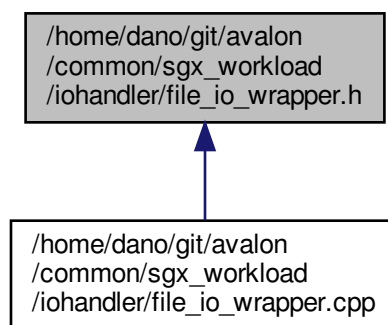 /home/dano/git/avalon
/common/sgx_workload
/iohandler/file_io_wrapper.h
/home/dano/git/avalon
/common/sgx_workload
/iohandler/file_io_wrapper.cpp